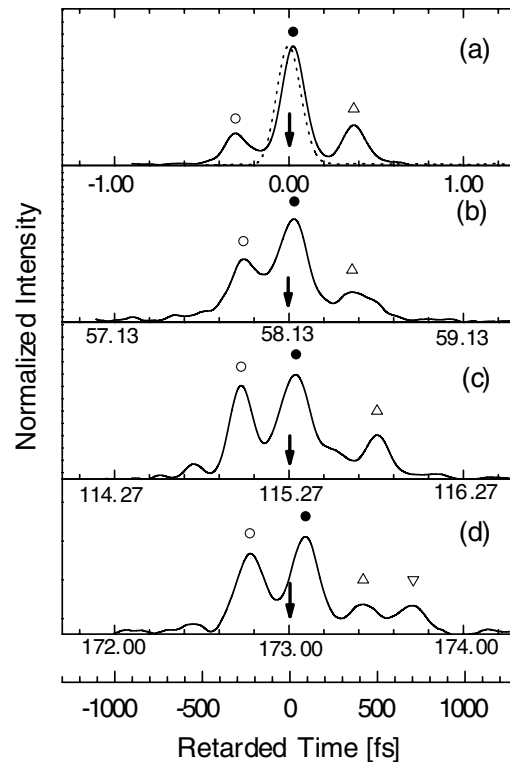 (a)
-1.00 0.00 1.00
(b)
57.13 58.13 59.13
(c)
114.27 115.27 116.27
(d)
172.00 173.00 174.00
-1000 -500 0 500 1000
Retarded Time [fs]
Normalized Intensity